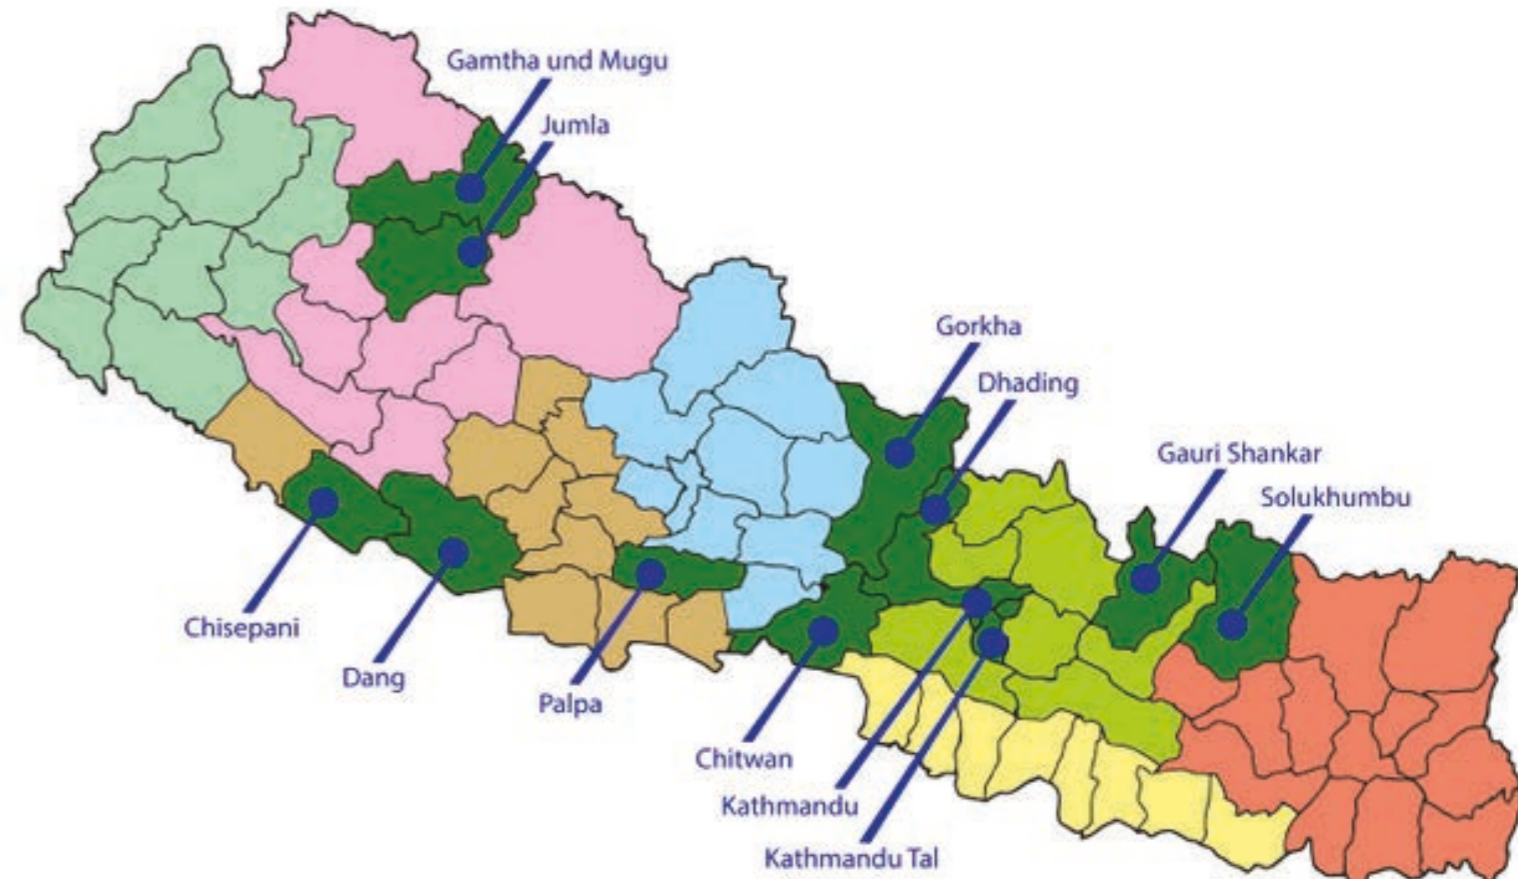 Gamtha und Mugu
Jumla
Gorkha
Dhading
Gauri Shankar
Solukhumbu
Chisepani
Dang
Palpa
Chitwan
Kathmandu
Kathmandu Tal